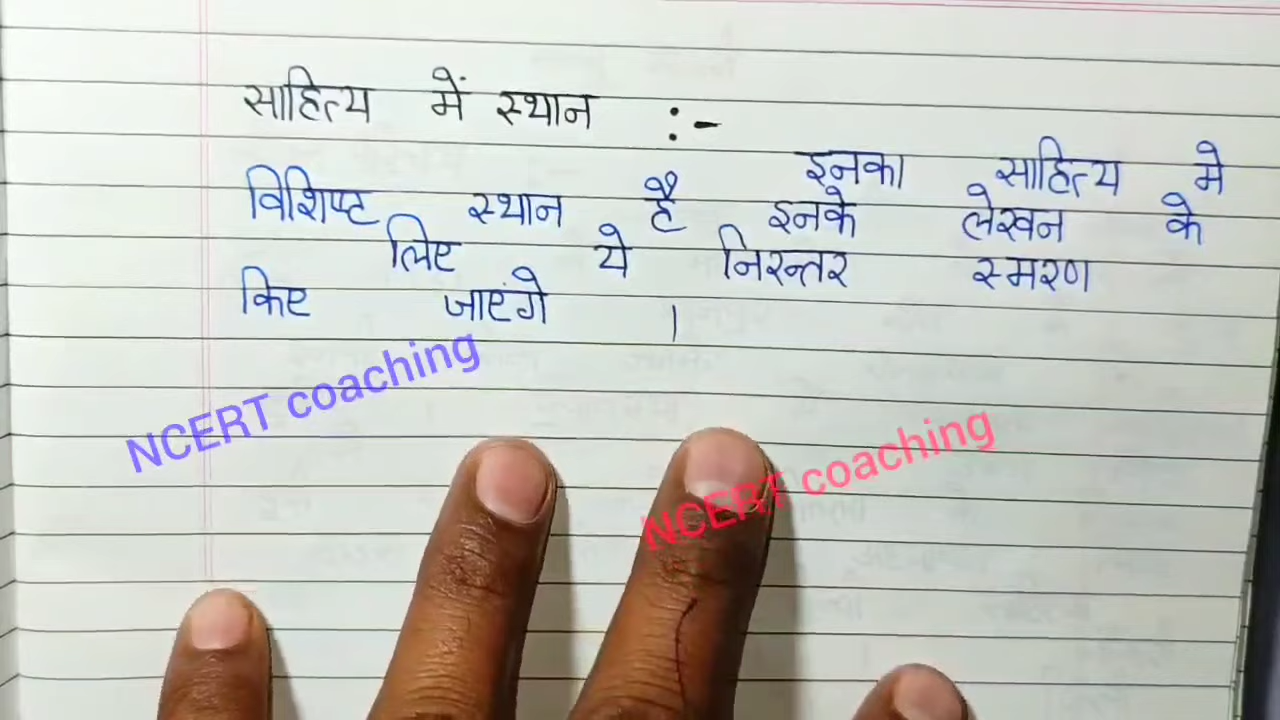 साहित्य में स्थान :-
इनका साहित्य मे
विशिष्ट स्थान है इनके लेखन के
लिए ये निरन्तर स्मरण
किए जाएंगे ।
NCERT coaching
NCERT coaching